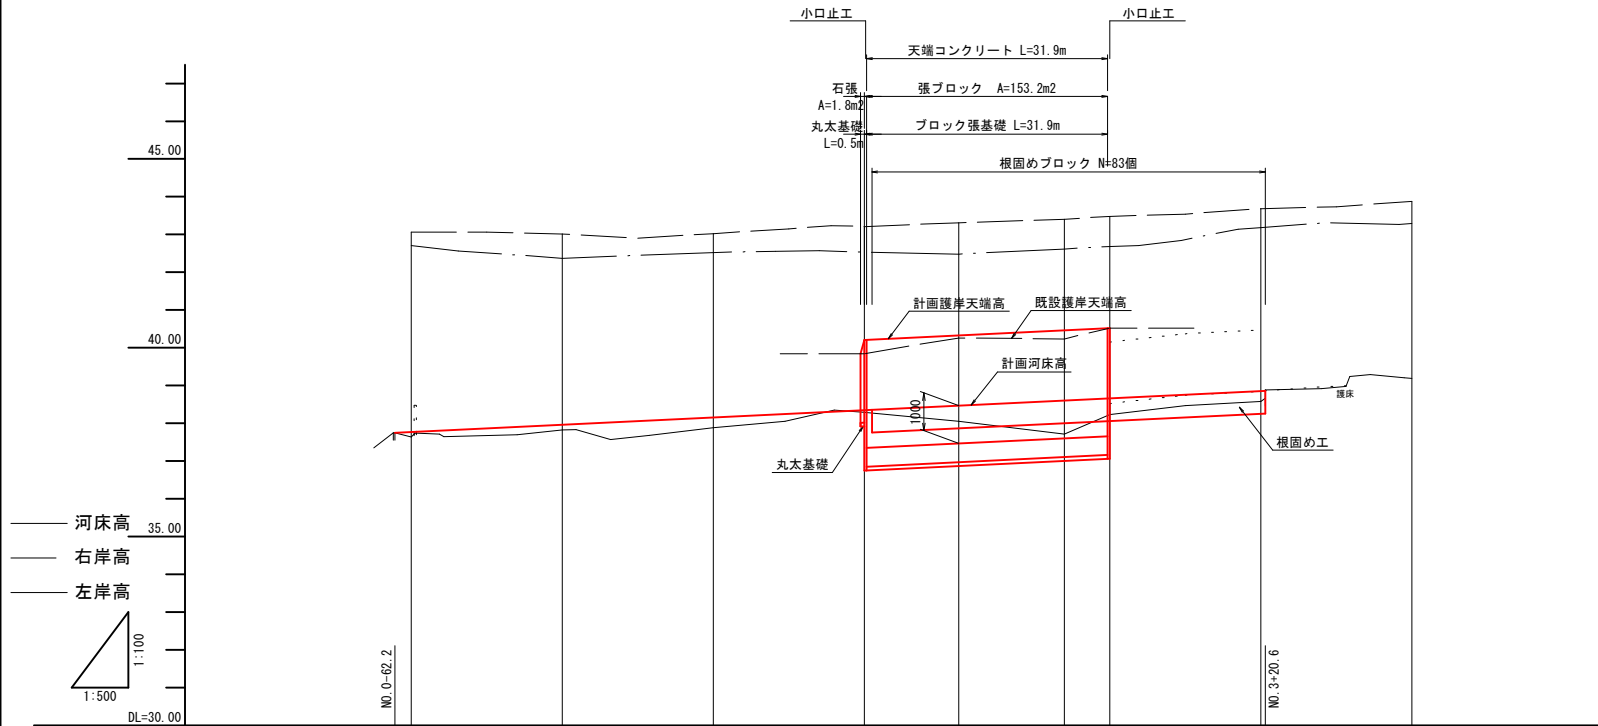 小口止工
小口止工
天端コンクリート L=31.9m
石張
A=1.8m2
張ブロック A=153.2m2
丸太基礎
L=0.5m
ブロック張基礎 L=31.9m
45.00
根固めブロック N=83個
計画護岸天端高
既設護岸天端高
40.00
計画河床高
護床
1000
根固め工
丸太基礎
35.00
河床高
右岸高
左岸高
1:100
1:500
NO.0-62.2
NO.3+20.6
DL=30.00